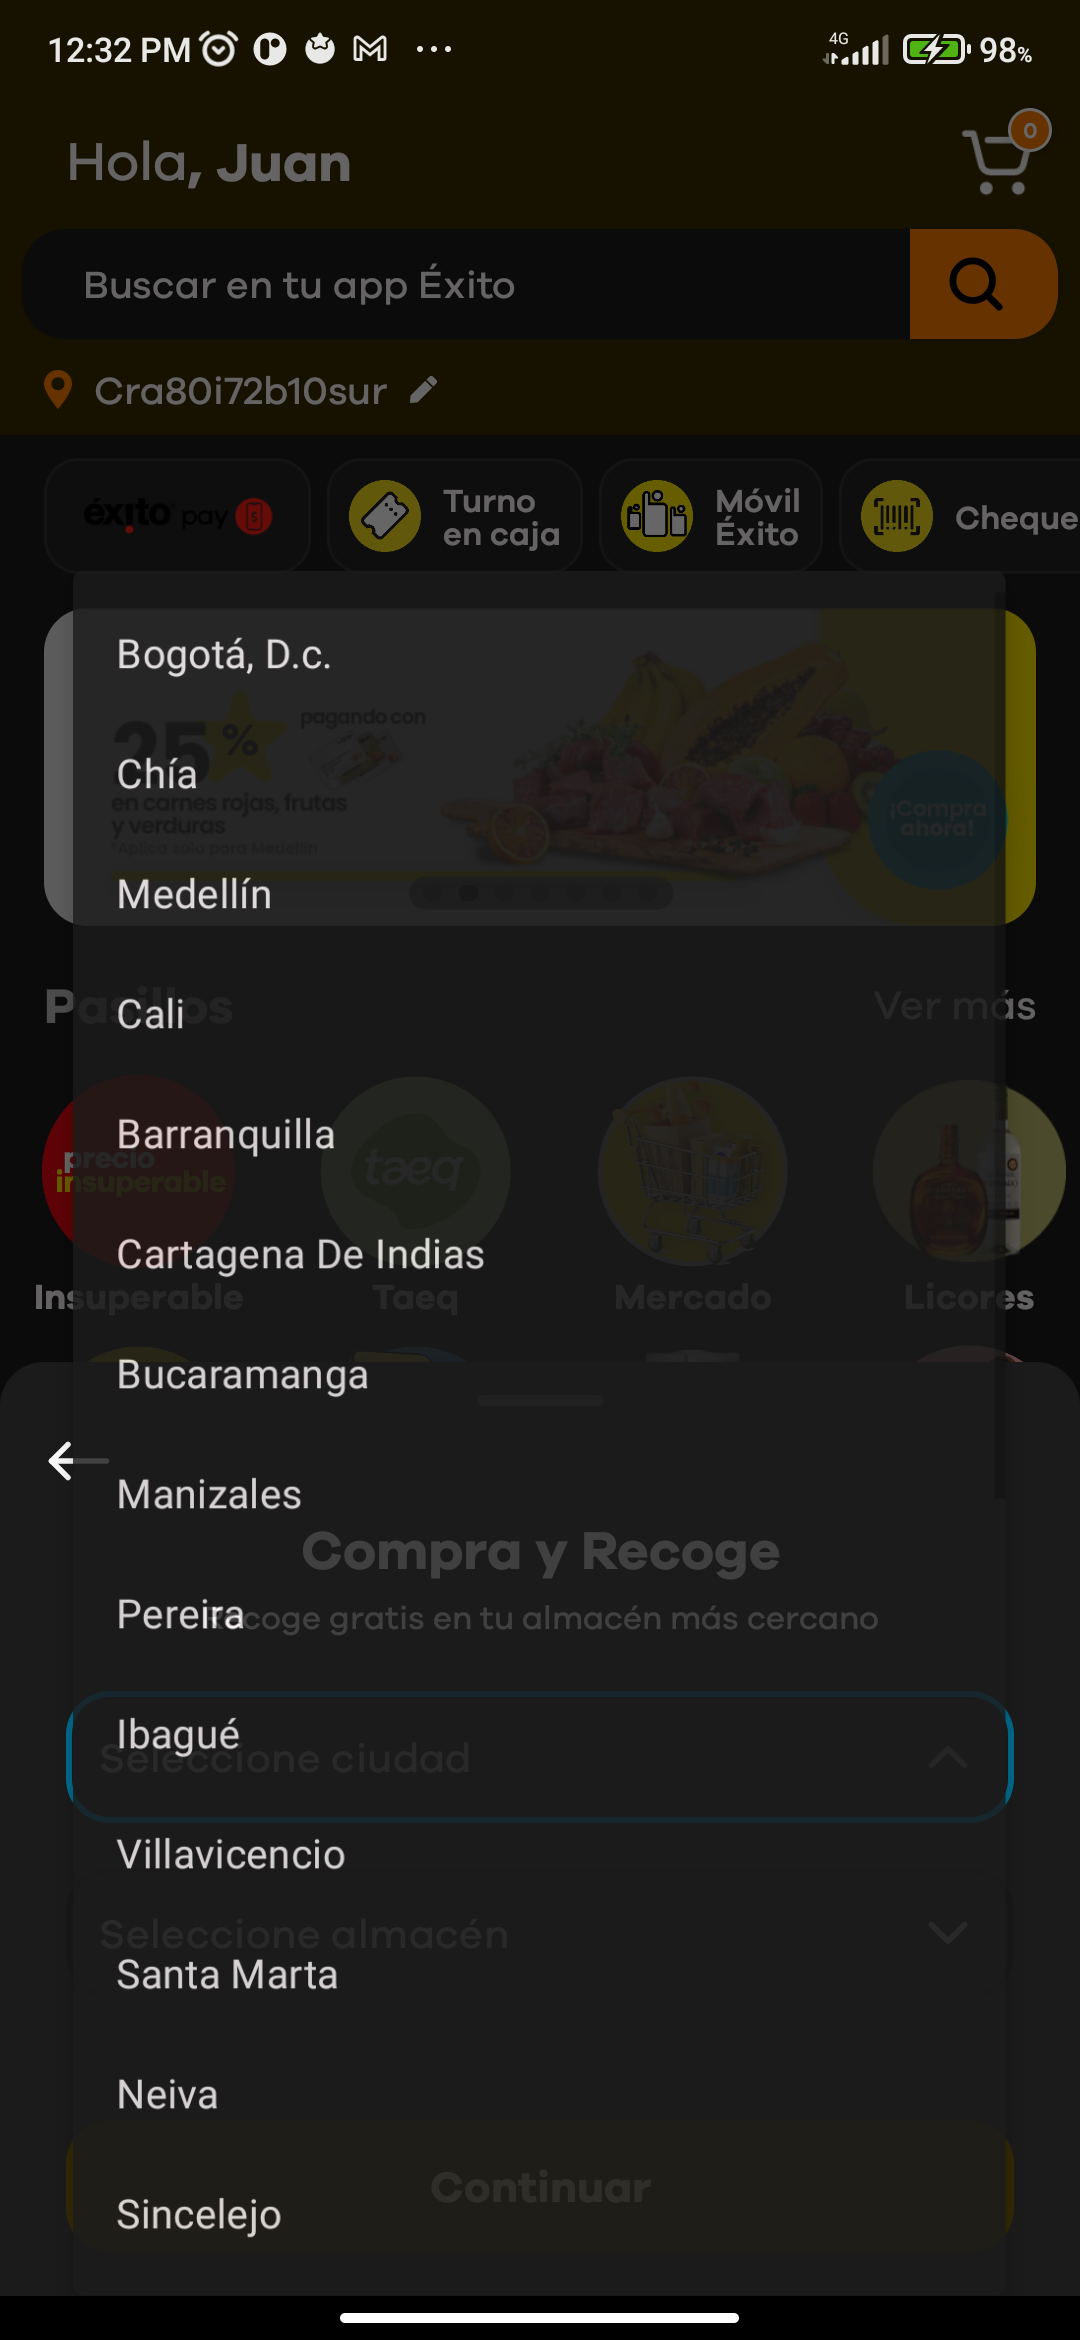 12:32 PM
4G
98%
Hola, Juan
0
Buscar en tu app Éxito
Cra80i72b10sur
éxito pay
$
Turno
en caja
Móvil
Éxito
Cheque
Bogotá, D.c.
25% pagando con
Chía
en carnes rojas, frutas
y verduras
*Aplica solo para Medellín
¡Compra
ahora!
Medellín
Pasillos
Ver más
Cali
Barranquilla
precio
insuperable
taeq
Cartagena De Indias
Insuperable
Taeq
Mercado
Licores
Bucaramanga
Manizales
Compra y Recoge
Pereira
Recoge gratis en tu almacén más cercano
Ibagué
Seleccione ciudad
Villavicencio
Seleccione almacén
Santa Marta
Neiva
Continuar
Sincelejo